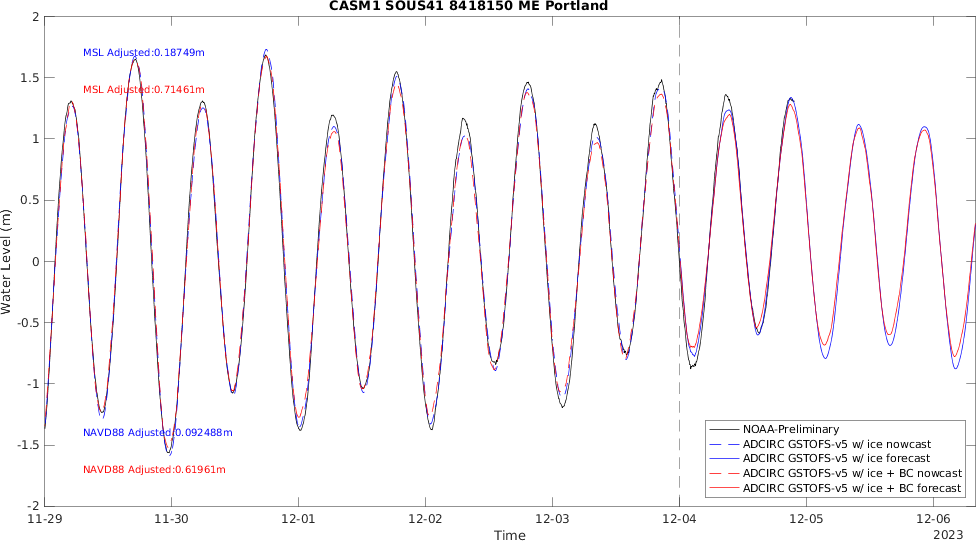 CASM1 SOUS41 8418150 ME Portland
2
1.5
1
0.5
0
-0.5
-1
-1.5
-2
Water Level (m)
MSL Adjusted:0.18749m
MSL Adjusted:0.71461m
NAVD88 Adjusted:0.092488m
NAVD88 Adjusted:0.61961m
NOAA-Preliminary
ADCIRC GSTOFS-v5 w/ ice nowcast
ADCIRC GSTOFS-v5 w/ ice forecast
ADCIRC GSTOFS-v5 w/ ice + BC nowcast
ADCIRC GSTOFS-v5 w/ ice + BC forecast
11-29 11-30 12-01 12-02 12-03 12-04 12-05 12-06
Time
2023